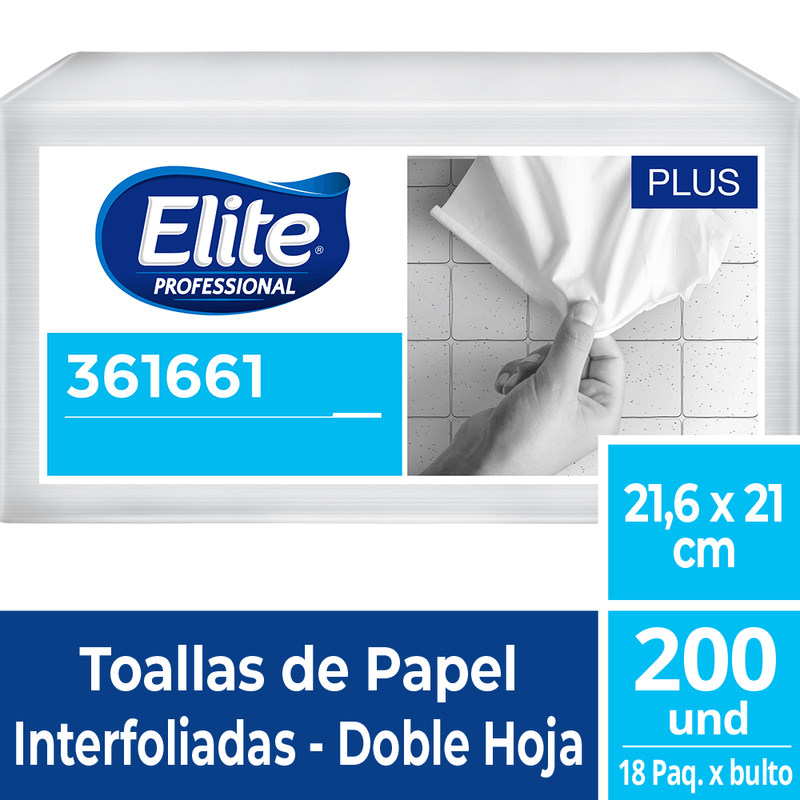 Elite®
PROFESSIONAL
PLUS
361661
21,6 x 21
cm
Toallas de Papel
Interfoliadas - Doble Hoja
200
und
18 Paq. x bulto